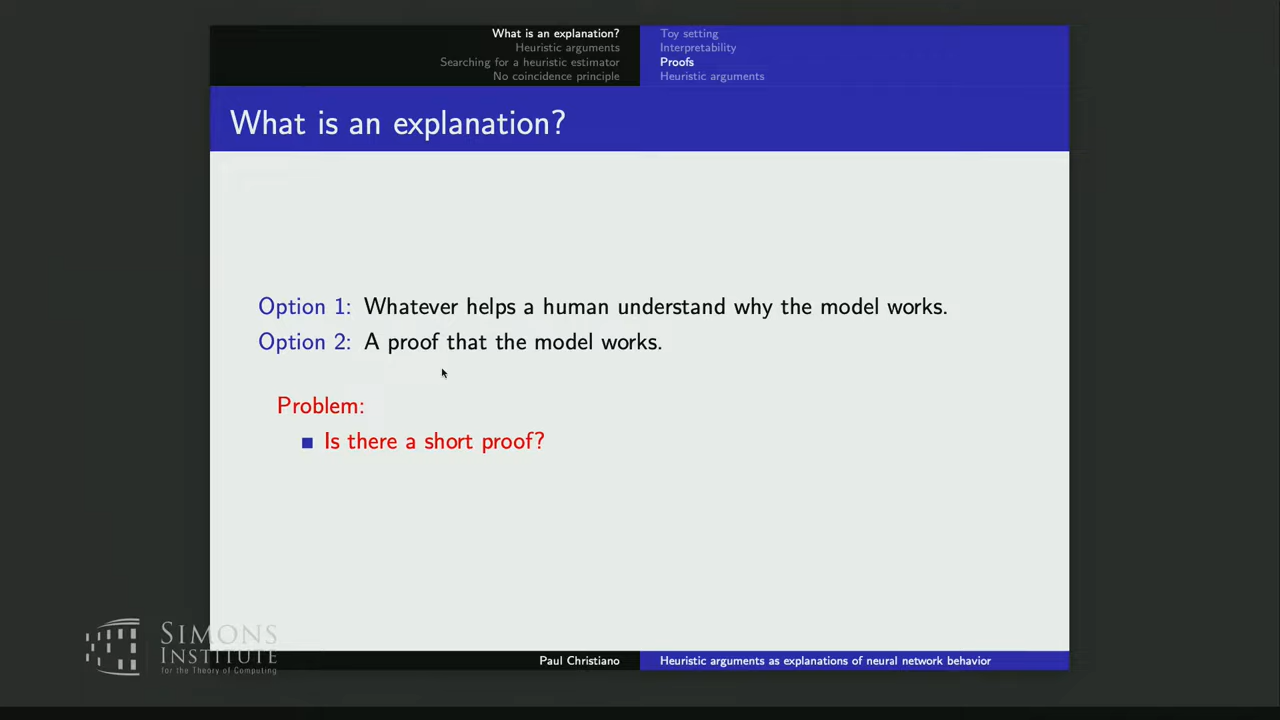 What is an explanation?
Heuristic arguments
Searching for a heuristic estimator
No coincidence principle
Toy setting
Interpretability
Proofs
Heuristic arguments
What is an explanation?
Option 1: Whatever helps a human understand why the model works.
Option 2: A proof that the model works.
Problem:
Is there a short proof?
SIMONS
INSTITUTE
for the Theory of Computing
Paul Christiano
Heuristic arguments as explanations of neural network behavior